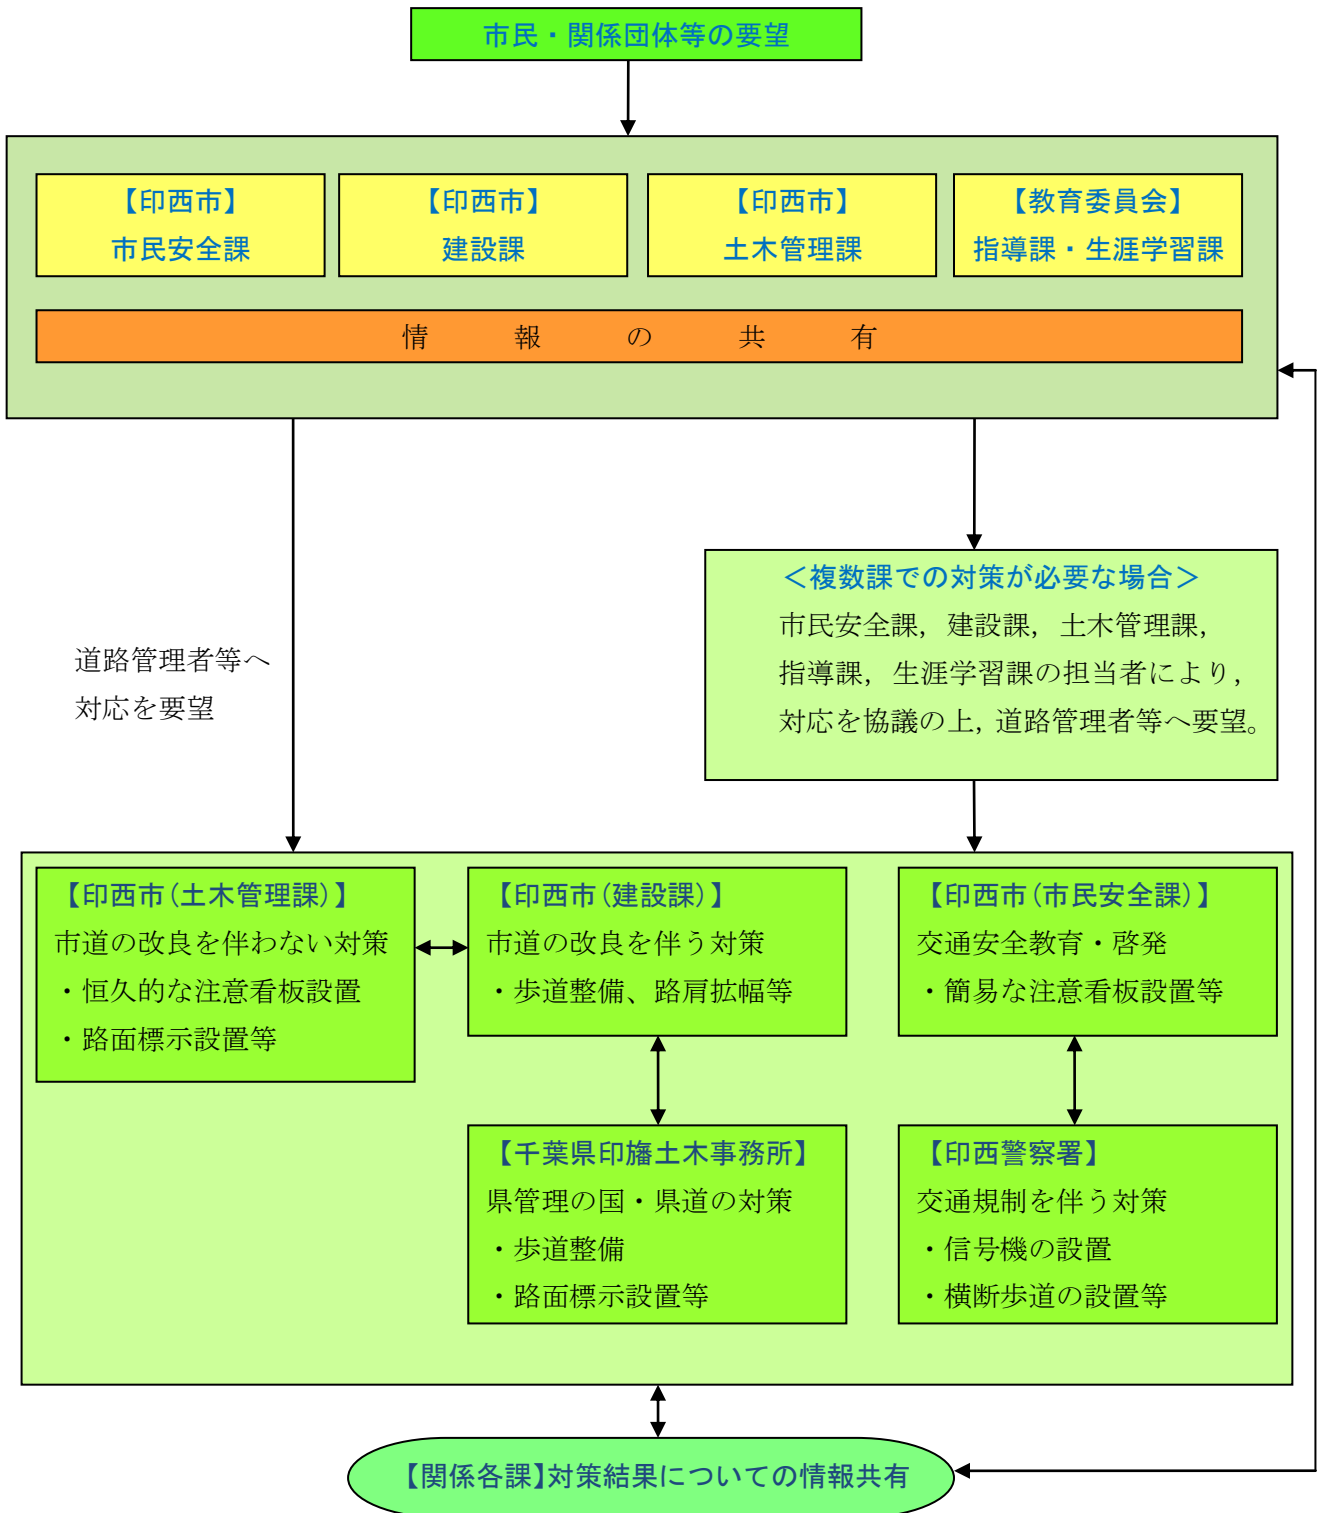 市民・関係団体等の要望
【印西市】
市民安全課
【印西市】
建設課
【印西市】
土木管理課
【教育委員会】
指導課・生涯学習課
情報の共有
道路管理者等へ
対応を要望
＜複数課での対策が必要な場合＞
市民安全課，建設課，土木管理課，
指導課，生涯学習課の担当者により，
対応を協議の上，道路管理者等へ要望。
【印西市（土木管理課）】
市道の改良を伴わない対策
・恒久的な注意看板設置
・路面標示設置等
【印西市（建設課）】
市道の改良を伴う対策
・歩道整備、路肩拡幅等
【印西市（市民安全課）】
交通安全教育・啓発
・簡易な注意看板設置等
【千葉県印旛土木事務所】
県管理の国・県道の対策
・歩道整備
・路面標示設置等
【印西警察署】
交通規制を伴う対策
・信号機の設置
・横断歩道の設置等
【関係各課】対策結果についての情報共有